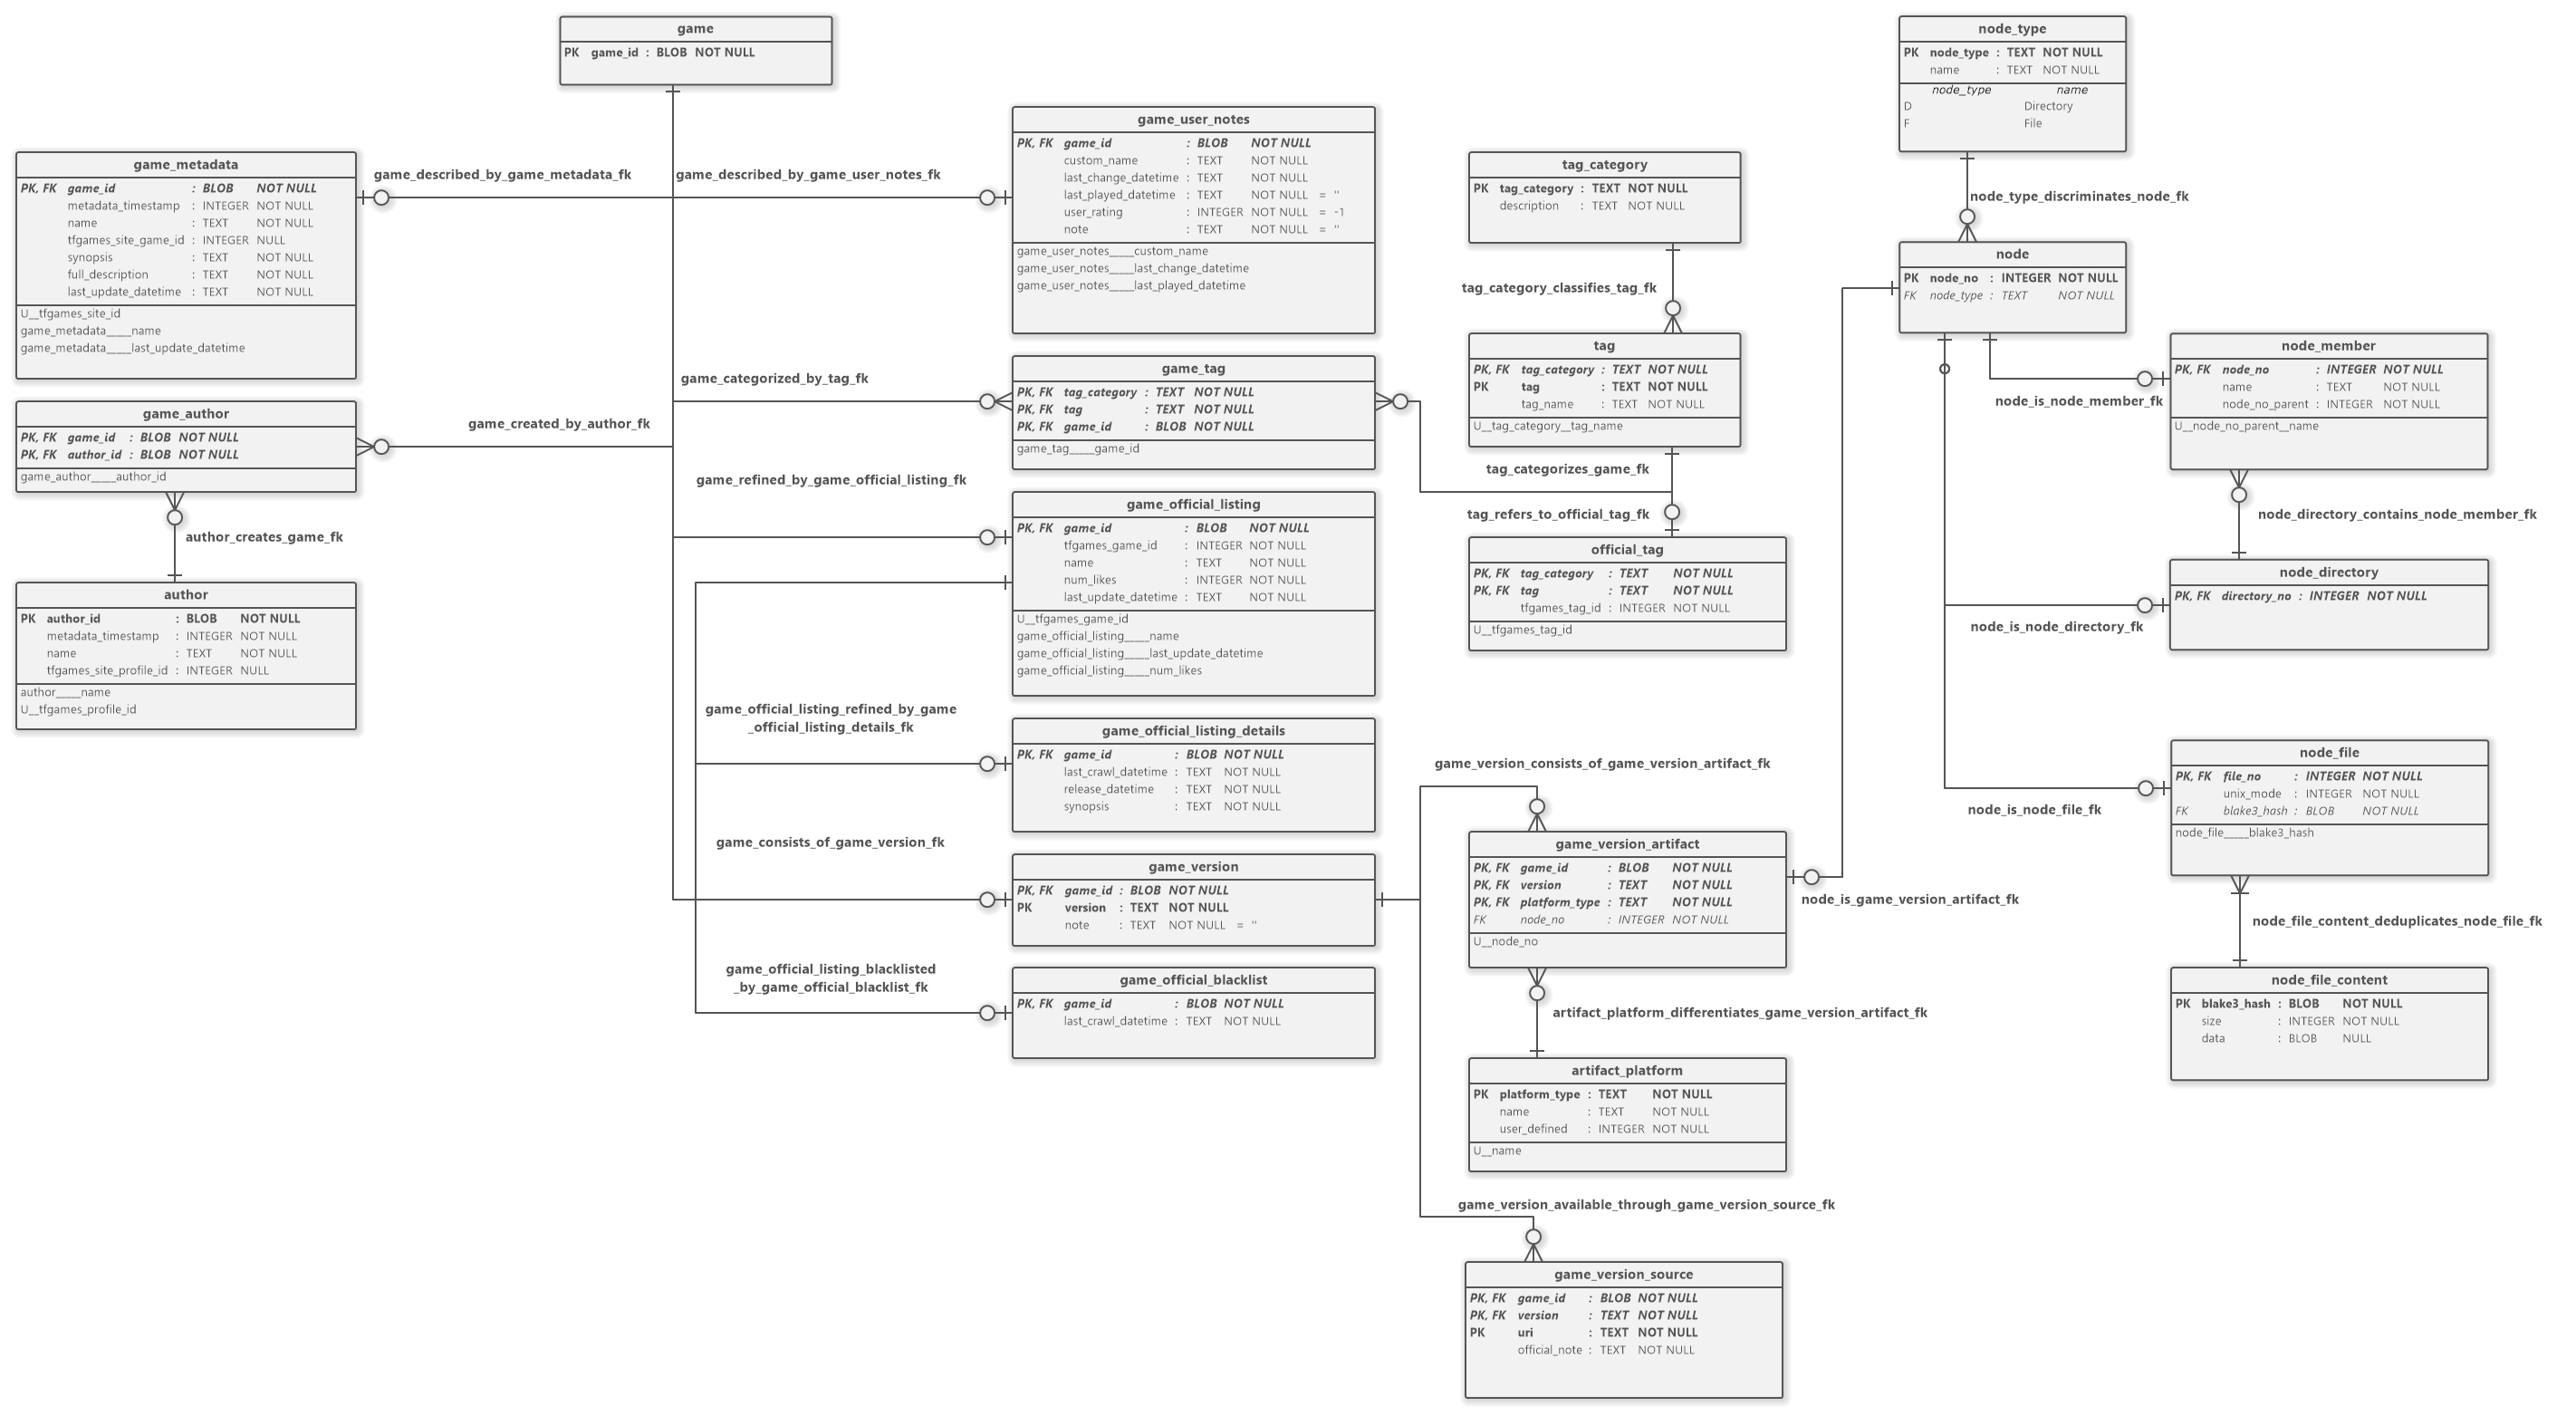 game
PK game_id : BLOB NOT NULL
node_type
PK node_type : TEXT NOT NULL
name : TEXT NOT NULL
node_type name
D Directory
F File
node_type_discriminates_node_fk
game_metadata
PK, FK game_id : BLOB NOT NULL
metadata_timestamp : INTEGER NOT NULL
name : TEXT NOT NULL
tfgames_site_game_id : INTEGER NULL
synopsis : TEXT NOT NULL
full_description : TEXT NOT NULL
last_update_datetime : TEXT NOT NULL
U__tfgames_site_id
game_metadata_____name
game_metadata_____last_update_datetime
game_described_by_game_metadata_fk
game_described_by_game_user_notes_fk
game_user_notes
PK, FK game_id : BLOB NOT NULL
custom_name : TEXT NOT NULL
last_change_datetime : TEXT NOT NULL
last_played_datetime : TEXT NOT NULL = ''
user_rating : INTEGER NOT NULL = -1
note : TEXT NOT NULL = ''
game_user_notes_____custom_name
game_user_notes_____last_change_datetime
game_user_notes_____last_played_datetime
tag_category
PK tag_category : TEXT NOT NULL
description : TEXT NOT NULL
tag_category_classifies_tag_fk
tag
PK, FK tag_category : TEXT NOT NULL
PK tag : TEXT NOT NULL
tag_name : TEXT NOT NULL
U__tag_category__tag_name
node
PK node_no : INTEGER NOT NULL
FK node_type : TEXT NOT NULL
node_is_node_member_fk
node_member
PK, FK node_no : INTEGER NOT NULL
name : TEXT NOT NULL
node_no_parent : INTEGER NOT NULL
U__node_no_parent__name
node_directory_contains_node_member_fk
node_directory
PK, FK directory_no : INTEGER NOT NULL
node_is_node_directory_fk
game_categorized_by_tag_fk
game_tag
PK, FK tag_category : TEXT NOT NULL
PK, FK tag : TEXT NOT NULL
PK, FK game_id : BLOB NOT NULL
game_tag_____game_id
tag_categorizes_game_fk
tag_refers_to_official_tag_fk
official_tag
PK, FK tag_category : TEXT NOT NULL
PK, FK tag : TEXT NOT NULL
tfgames_tag_id : INTEGER NOT NULL
U__tfgames_tag_id
game_author
PK, FK game_id : BLOB NOT NULL
PK, FK author_id : BLOB NOT NULL
game_author_____author_id
game_created_by_author_fk
author_creates_game_fk
author
PK author_id : BLOB NOT NULL
metadata_timestamp : INTEGER NOT NULL
name : TEXT NOT NULL
tfgames_site_profile_id : INTEGER NULL
author_____name
U__tfgames_profile_id
game_refined_by_game_official_listing_fk
game_official_listing
PK, FK game_id : BLOB NOT NULL
tfgames_game_id : INTEGER NOT NULL
name : TEXT NOT NULL
num_likes : INTEGER NOT NULL
last_update_datetime : TEXT NOT NULL
U__tfgames_game_id
game_official_listing_____name
game_official_listing_____last_update_datetime
game_official_listing_____num_likes
game_official_listing_refined_by_game
_official_listing_details_fk
game_official_listing_details
PK, FK game_id : BLOB NOT NULL
last_crawl_datetime : TEXT NOT NULL
release_datetime : TEXT NOT NULL
synopsis : TEXT NOT NULL
game_consists_of_game_version_fk
game_version
PK, FK game_id : BLOB NOT NULL
PK version : TEXT NOT NULL
note : TEXT NOT NULL = ''
game_official_listing_blacklisted
_by_game_official_blacklist_fk
game_official_blacklist
PK, FK game_id : BLOB NOT NULL
last_crawl_datetime : TEXT NOT NULL
game_version_consists_of_game_version_artifact_fk
game_version_artifact
PK, FK game_id : BLOB NOT NULL
PK, FK version : TEXT NOT NULL
PK, FK platform_type : TEXT NOT NULL
FK node_no : INTEGER NOT NULL
U__node_no
node_is_game_version_artifact_fk
artifact_platform_differentiates_game_version_artifact_fk
artifact_platform
PK platform_type : TEXT NOT NULL
name : TEXT NOT NULL
user_defined : INTEGER NOT NULL
U__name
game_version_available_through_game_version_source_fk
game_version_source
PK, FK game_id : BLOB NOT NULL
PK, FK version : TEXT NOT NULL
PK uri : TEXT NOT NULL
official_note : TEXT NOT NULL
node_is_node_file_fk
node_file
PK, FK file_no : INTEGER NOT NULL
unix_mode : INTEGER NOT NULL
FK blake3_hash : BLOB NOT NULL
node_file_____blake3_hash
node_file_content_deduplicates_node_file_fk
node_file_content
PK blake3_hash : BLOB NOT NULL
size : INTEGER NOT NULL
data : BLOB NULL